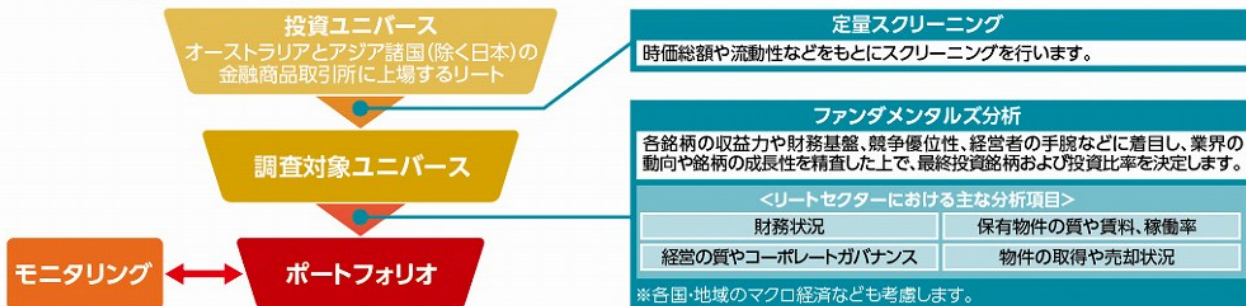 投資ユニバース
オーストラリアとアジア諸国(除く日本)の
金融商品取引所に上場するリート
調査対象ユニバース
モニタリング
ポートフォリオ
定量スクリーニング
時価総額や流動性などをもとにスクリーニングを行います。
ファンダメンタルズ分析
各銘柄の収益力や財務基盤、競争優位性、経営者の手腕などに着目し、業界の
動向や銘柄の成長性を精査した上で、最終投資銘柄および投資比率を決定します。
<リートセクターにおける主な分析項目>
財務状況
保有物件の質や賃料、稼働率
経営の質やコーポレートガバナンス
物件の取得や売却状況
※各国・地域のマクロ経済なども考慮します。